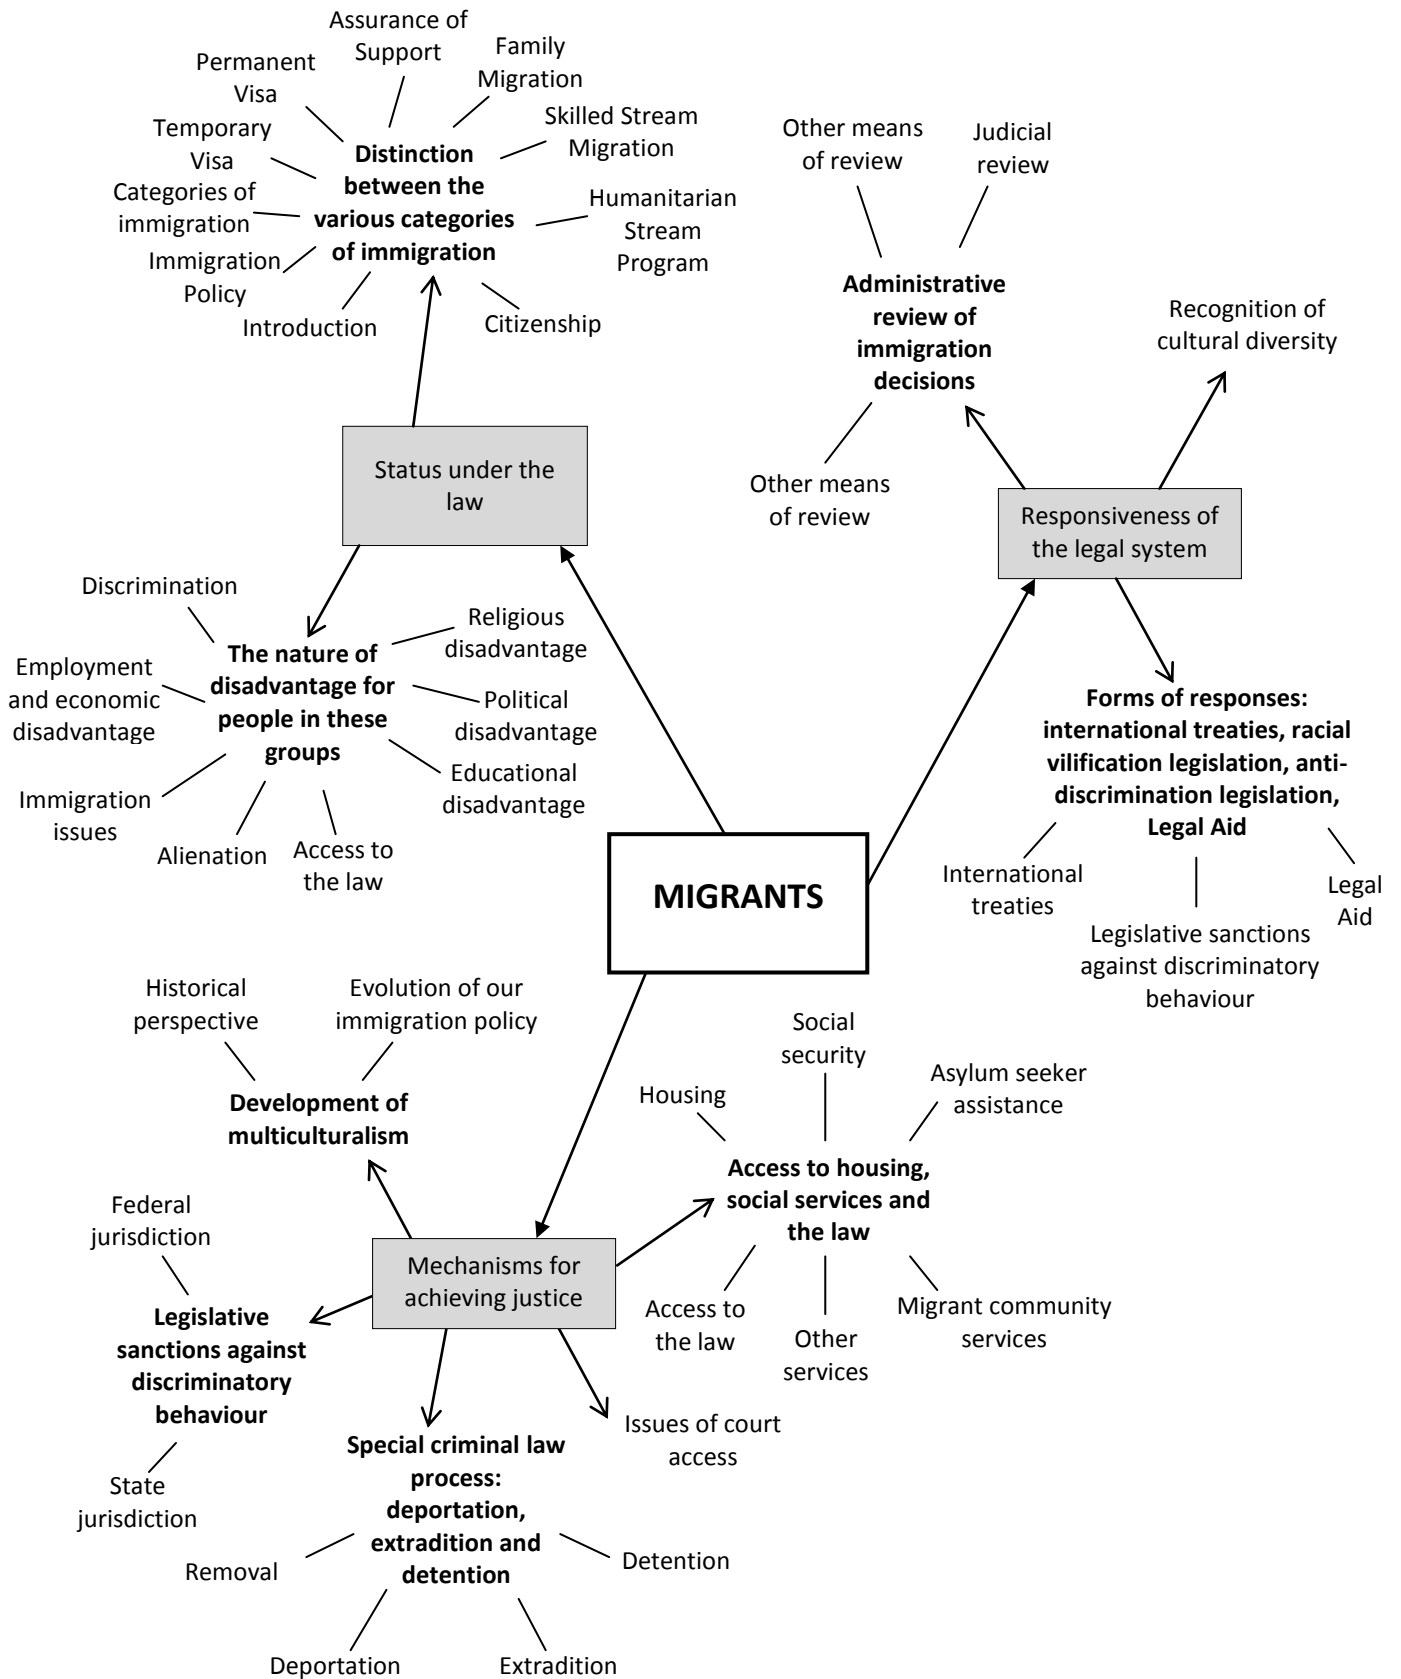 Assurance of
Support
Family
Migration
Permanent
Visa
Skilled Stream
Migration
Temporary
Visa
Distinction
between the
various categories
of immigration
Categories of
immigration
Humanitarian
Stream
Program
Immigration
Policy
Introduction
Citizenship
Other means
of review
Judicial
review
Administrative
review of
immigration
decisions
Recognition of
cultural diversity
Other means
of review
Status under the
law
Responsiveness of
the legal system
Discrimination
Religious
disadvantage
The nature of
disadvantage for
people in these
groups
Employment
and economic
disadvantage
Political
disadvantage
Educational
disadvantage
Immigration
issues
Alienation
Access to
the law
Forms of responses:
international treaties, racial
vilification legislation, anti-
discrimination legislation,
Legal Aid
International
treaties
Legislative sanctions
against discriminatory
behaviour
Legal
Aid
MIGRANTS
Historical
perspective
Evolution of our
immigration policy
Development of
multiculturalism
Social
security
Housing
Asylum seeker
assistance
Access to housing,
social services and
the law
Access to
the law
Other
services
Migrant community
services
Federal
jurisdiction
Mechanisms for
achieving justice
Legislative
sanctions against
discriminatory
behaviour
State
jurisdiction
Issues of court
access
Special criminal law
process:
deportation,
extradition and
detention
Removal
Detention
Deportation
Extradition